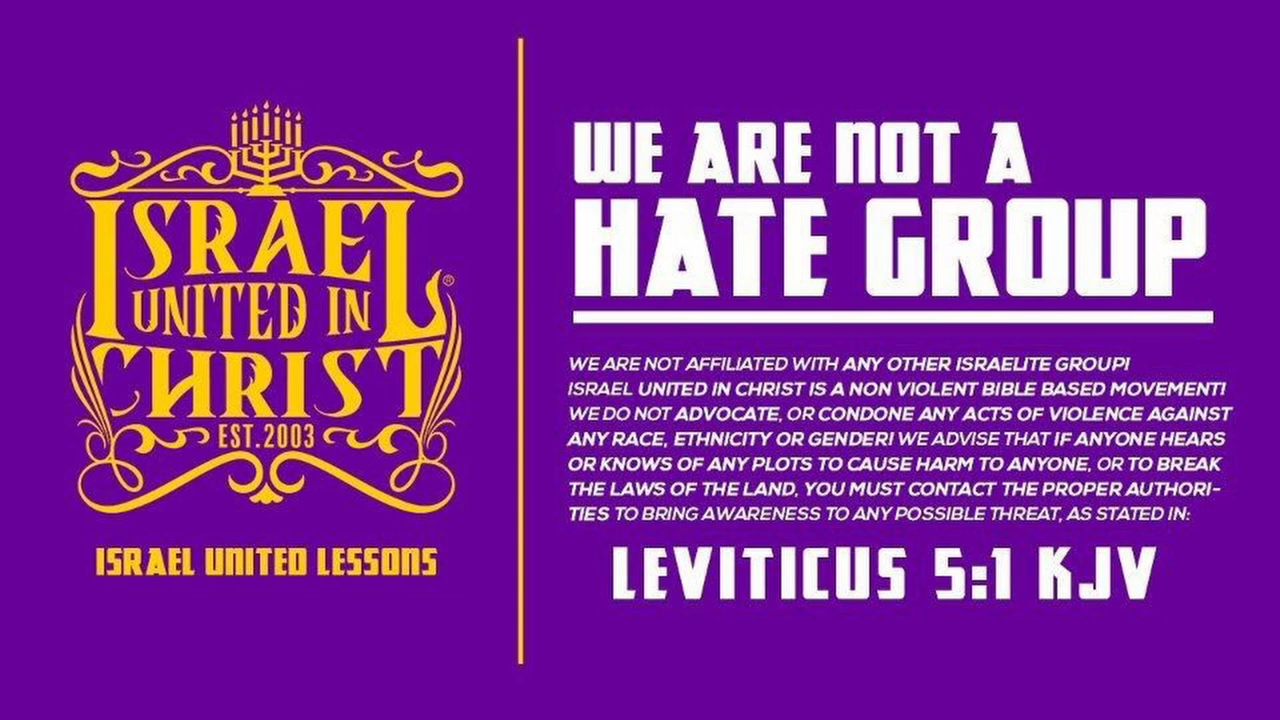 ISRAEL
UNITED IN
CHRIST
EST.2003
®
ISRAEL UNITED LESSONS
WE ARE NOT A
HATE GROUP
WE ARE NOT AFFILIATED WITH ANY OTHER ISRAELITE GROUP!
ISRAEL UNITED IN CHRIST IS A NON VIOLENT BIBLE BASED MOVEMENT!
WE DO NOT ADVOCATE, OR CONDONE ANY ACTS OF VIOLENCE AGAINST
ANY RACE, ETHNICITY OR GENDER! WE ADVISE THAT IF ANYONE HEARS
OR KNOWS OF ANY PLOTS TO CAUSE HARM TO ANYONE, OR TO BREAK
THE LAWS OF THE LAND, YOU MUST CONTACT THE PROPER AUTHORI-
TIES TO BRING AWARENESS TO ANY POSSIBLE THREAT, AS STATED IN:
LEVITICUS 5:1 KJV